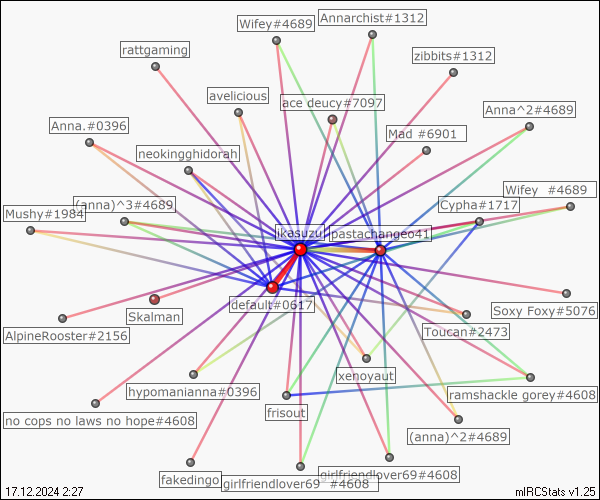 Wifey#4689
Annarchist#1312
rattgaming
zibbits#1312
avelicious
ace deucy#7097
Anna^2#4689
Anna.#0396
Mad #6901
neokingghidorah
Mushy#1984
(anna)^3#4689
Cypha#1717
Wifey  #4689
ikasuzu
pastachangeo41
default#0617
Skalman
Soxy Foxy#5076
AlpineRooster#2156
Toucan#2473
xenoyaut
hypomanianna#0396
ramshackle gorey#4608
frisout
no cops no laws no hope#4608
(anna)^2#4689
fakedingo
girlfriendlover69  #4608
girlfriendlover69#4608
17.12.2024 2:27
mIRCStats v1.25